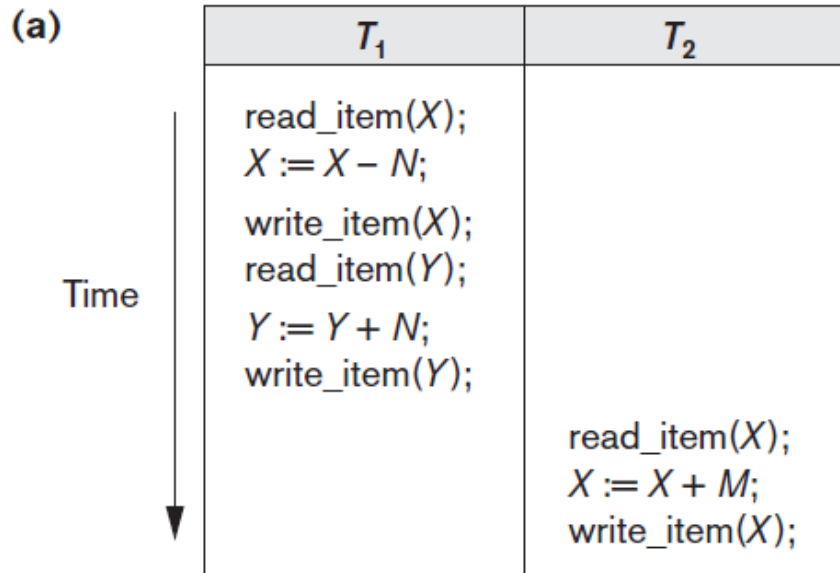 (a)
T₁ T₂
read_item(X);
X := X – N;
write_item(X);
read_item(Y);
Time
Y := Y + N;
write_item(Y);
read_item(X);
X := X + M;
write_item(X);